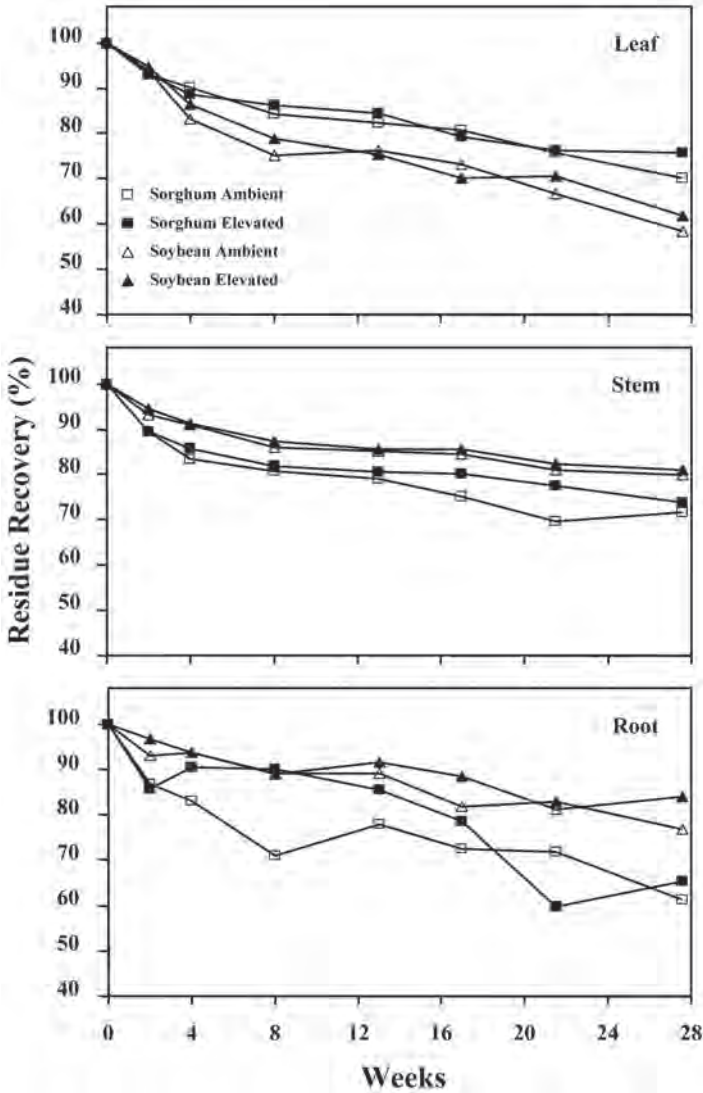 Leaf
100
90
80
70
60
50
40
Sorghum Ambient
Sorghum Elevated
Soybean Ambient
Soybean Elevated
Stem
100
90
80
70
60
50
40
Residue Recovery (%)
Root
100
90
80
70
60
50
40
0 4 8 12 16 20 24 28
Weeks